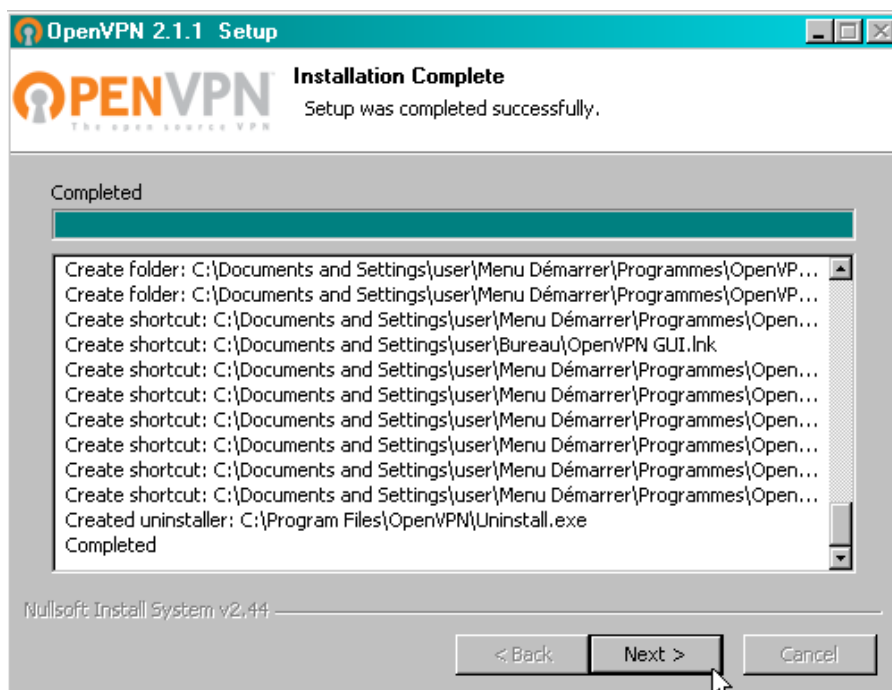 OpenVPN 2.1.1 Setup
OPENVPN
The open source VPN
Installation Complete
Setup was completed successfully.
Completed
Create folder: C:\Documents and Settings\user\Menu Démarrer\Programmes\OpenVP...
Create folder: C:\Documents and Settings\user\Menu Démarrer\Programmes\OpenVP...
Create shortcut: C:\Documents and Settings\user\Menu Démarrer\Programmes\Open...
Create shortcut: C:\Documents and Settings\user\Bureau\OpenVPN GUI.lnk
Create shortcut: C:\Documents and Settings\user\Menu Démarrer\Programmes\Open...
Create shortcut: C:\Documents and Settings\user\Menu Démarrer\Programmes\Open...
Create shortcut: C:\Documents and Settings\user\Menu Démarrer\Programmes\Open...
Create shortcut: C:\Documents and Settings\user\Menu Démarrer\Programmes\Open...
Create shortcut: C:\Documents and Settings\user\Menu Démarrer\Programmes\Open...
Create shortcut: C:\Documents and Settings\user\Menu Démarrer\Programmes\Open...
Created uninstaller: C:\Program Files\OpenVPN\Uninstall.exe
Completed
Nullsoft Install System v2.44
< Back Next > Cancel